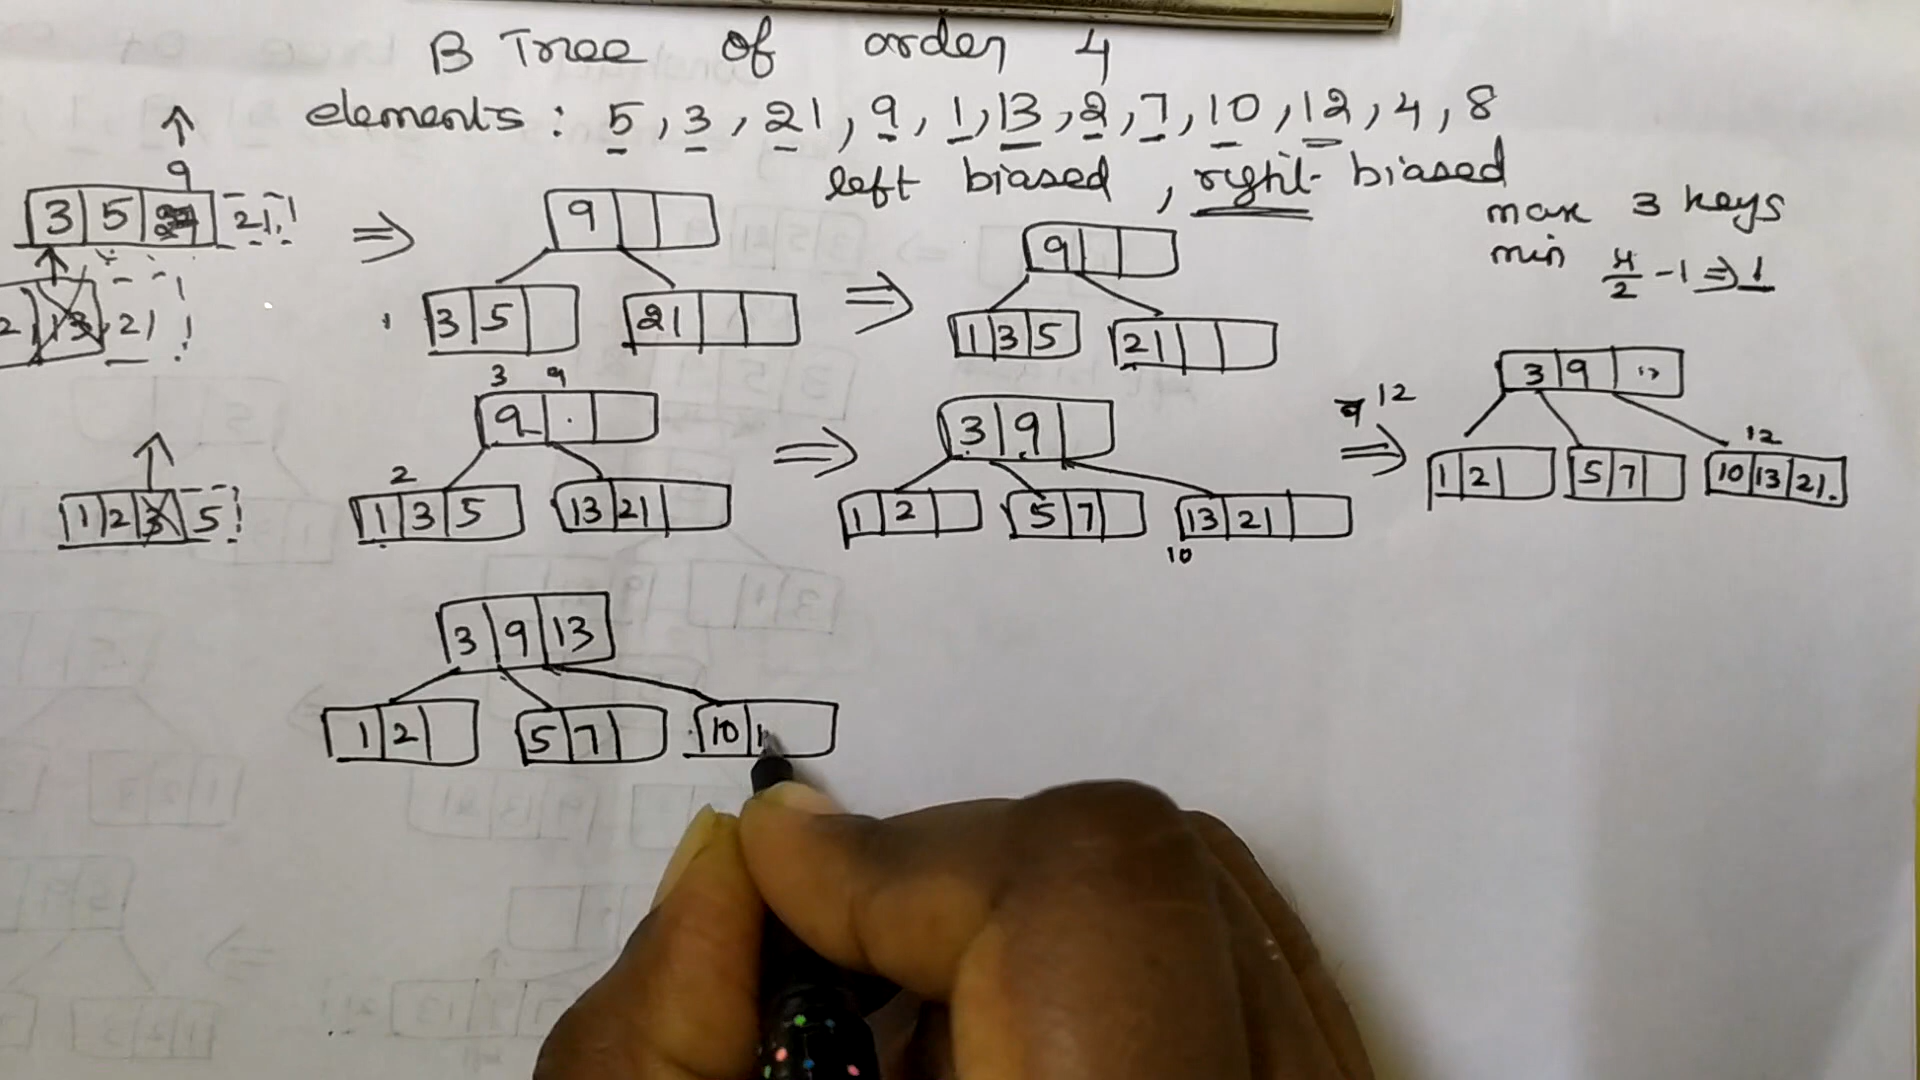 B Tree of order 4
elements : 5 , 3 , 21 , 9 , 1 , 13 , 2 , 7 , 10 , 12 , 4 , 8
left biased , right biased
max 3 keys
min 4/2 - 1 ⇒ 1
↑
9
3 5 21
⇒
9
3 5
21
⇒
9
1 3 5
21
2 13 21
3 9
9
2
1 3 5
13 21
⇒
3 9
1 2
5 7
13 21
10
12
⇒
3 9
1 2
5 7
12
10 13 21
↑
1 2 3 5
3 9 13
1 2
5 7
10 1